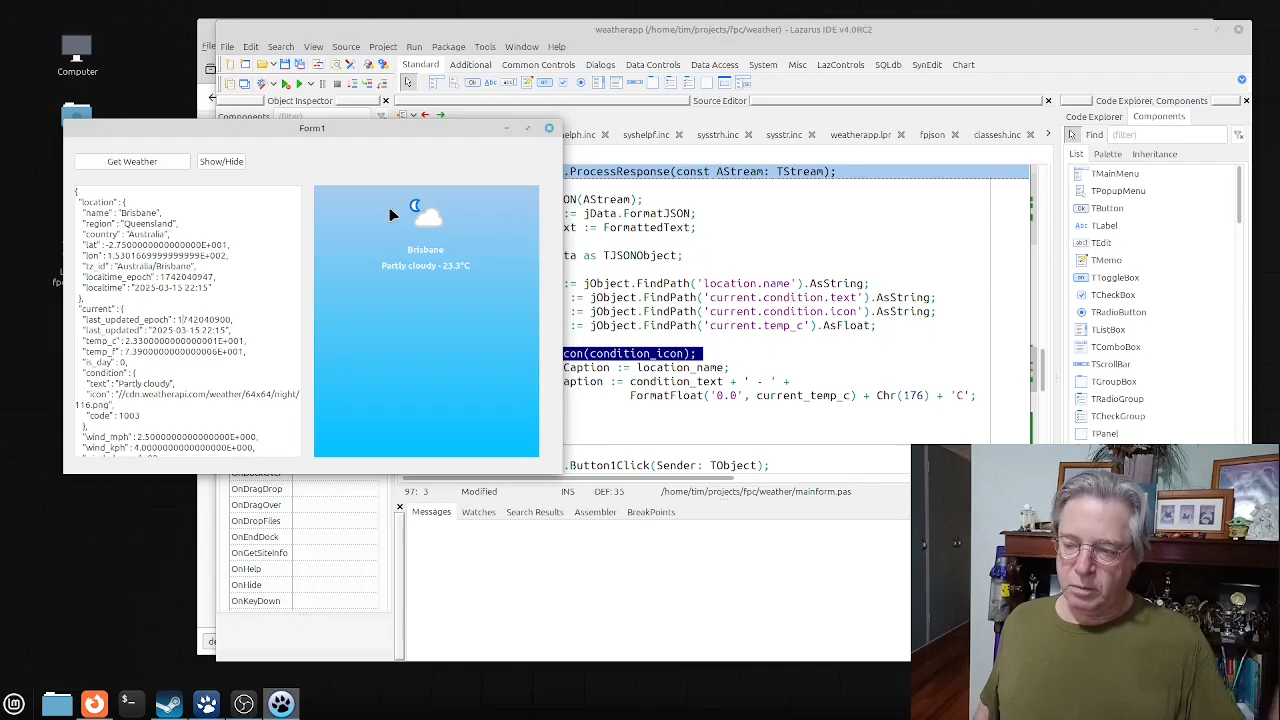 weatherapp (/home/tim/projects/fpc/weather) - Lazarus IDE v4.0RC2
File Edit Search View Source Project Run Package Tools Window Help
Standard Additional Common Controls Dialogs Data Controls Data Access System Misc LazControls SQLdb SynEdit Chart
Computer
Object Inspector
Source Editor
Code Explorer, Components
Components (filter)
Code Explorer Components
Form1
elph.inc syshelpf.inc sysstrh.inc sysstr.inc weatherapp.lpr fpjson classesh.inc
Find (filter)
List Palette Inheritance
Get Weather Show/Hide
.ProcessResponse(const AStream: TStream);
ON(AStream);
:= jData.FormatJSON;
xt := FormattedText;
ata as TJSONObject;
:= jObject.FindPath('location.name').AsString;
:= jObject.FindPath('current.condition.text').AsString;
:= jObject.FindPath('current.condition.icon').AsString;
:= jObject.FindPath('current.temp_c').AsFloat;
con(condition_icon);
Caption := location_name;
aption := condition_text + ' - ' +
FormatFloat('0.0', current_temp_c) + Chr(176) + 'C';
.Button1Click(Sender: TObject);
{
"location" : {
"name" : "Brisbane",
"region" : "Queensland",
"country" : "Australia",
"lat" : -2.7500000000000000E+001,
"lon" : 1.5301669999999999E+002,
"tz_id" : "Australia/Brisbane",
"localtime_epoch" : 1742040947,
"localtime" : "2025-03-15 22:15"
},
"current" : {
"last_updated_epoch" : 1742040900,
"last_updated" : "2025-03-15 22:15",
"temp_c" : 2.3300000000000001E+001,
"temp_f" : 7.3900000000000006E+001,
"is_day" : 0,
"condition" : {
"text" : "Partly cloudy",
"icon" : "//cdn.weatherapi.com/weather/64x64/night/
116.png",
"code" : 1003
},
"wind_mph" : 2.5000000000000000E+000,
"wind_kph" : 4.0000000000000000E+000,
Brisbane
Partly cloudy - 23.3°C
TMainMenu
TPopupMenu
TButton
TLabel
TEdit
TMemo
TToggleBox
TCheckBox
TRadioButton
TListBox
TComboBox
TScrollBar
TGroupBox
TRadioGroup
TCheckGroup
TPanel
OnDragDrop
OnDragOver
OnDropFiles
OnEndDock
OnGetSiteInfo
OnHelp
OnHide
OnKeyDown
97: 3 Modified INS DEF: 35 /home/tim/projects/fpc/weather/mainform.pas
Messages Watches Search Results Assembler BreakPoints